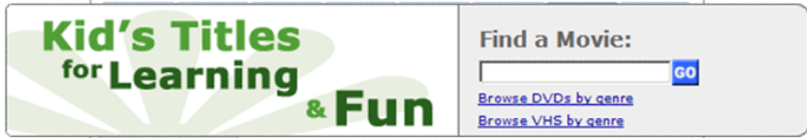 Kid's Titles
for Learning
& Fun
Find a Movie:
GO
Browse DVDs by genre
Browse VHS by genre